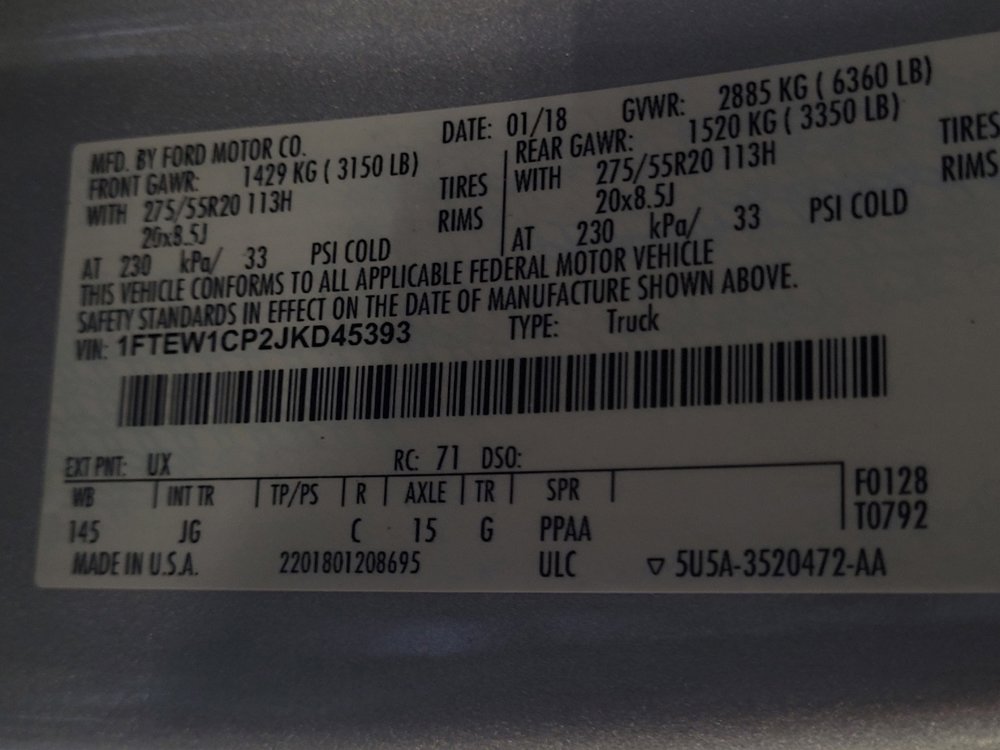 MFD. BY FORD MOTOR CO. DATE: 01/18 GVWR: 2885 KG ( 6360 LB)
FRONT GAWR: 1429 KG ( 3150 LB) REAR GAWR: 1520 KG ( 3350 LB)
WITH 275/55R20 113H TIRES WITH 275/55R20 113H TIRES
20x8.5J RIMS 20x8.5J RIMS
AT 230 kPa/ 33 PSI COLD AT 230 kPa/ 33 PSI COLD
THIS VEHICLE CONFORMS TO ALL APPLICABLE FEDERAL MOTOR VEHICLE
SAFETY STANDARDS IN EFFECT ON THE DATE OF MANUFACTURE SHOWN ABOVE.
VIN: 1FTEW1CP2JKD45393 TYPE: Truck
EXT PNT: UX RC: 71 DSO:
WB INT TR TP/PS R AXLE TR SPR F0128
145 JG C 15 G PPAA T0792
MADE IN U.S.A. 2201801208695 ULC ▽ 5U5A-3520472-AA